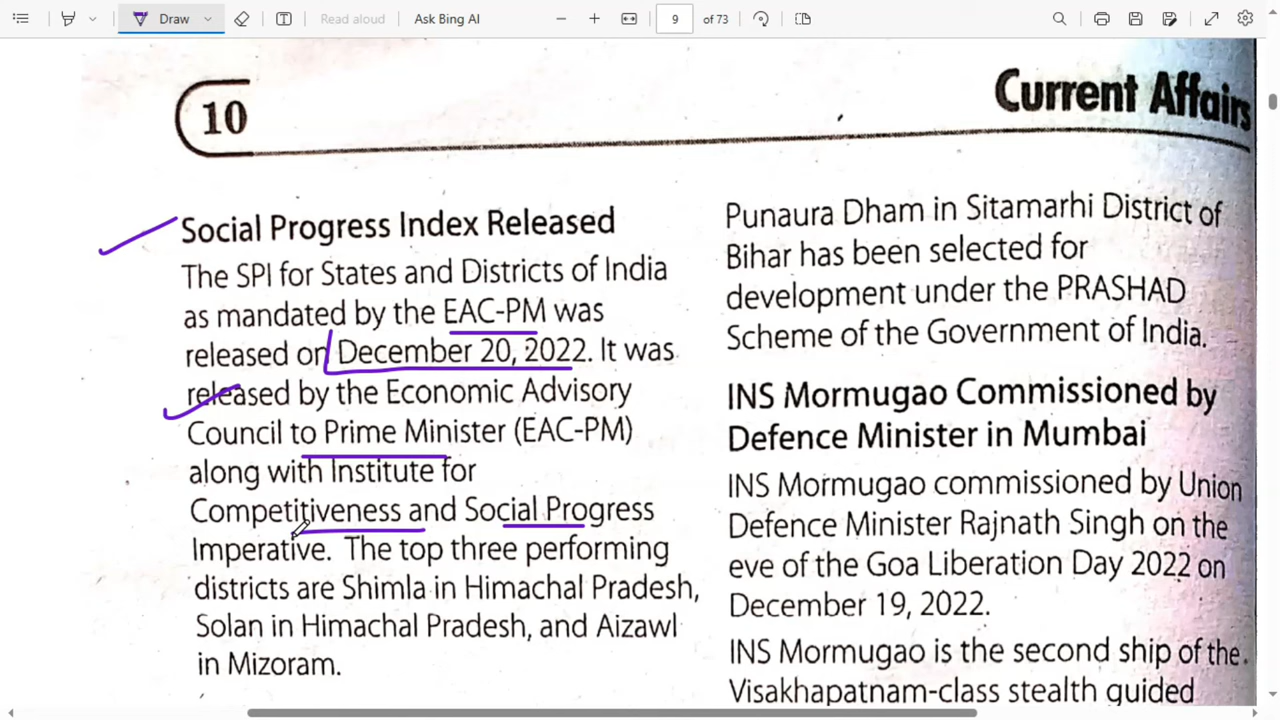 Draw
Read aloud
Ask Bing AI
9
of 73
10
Current Affairs
Social Progress Index Released
The SPI for States and Districts of India
as mandated by the EAC-PM was
released on December 20, 2022. It was
released by the Economic Advisory
Council to Prime Minister (EAC-PM)
along with Institute for
Competitiveness and Social Progress
Imperative. The top three performing
districts are Shimla in Himachal Pradesh,
Solan in Himachal Pradesh, and Aizawl
in Mizoram.
Punaura Dham in Sitamarhi District of
Bihar has been selected for
development under the PRASHAD
Scheme of the Government of India.
INS Mormugao Commissioned by
Defence Minister in Mumbai
INS Mormugao commissioned by Union
Defence Minister Rajnath Singh on the
eve of the Goa Liberation Day 2022 on
December 19, 2022.
INS Mormugao is the second ship of the
Visakhapatnam-class stealth guided